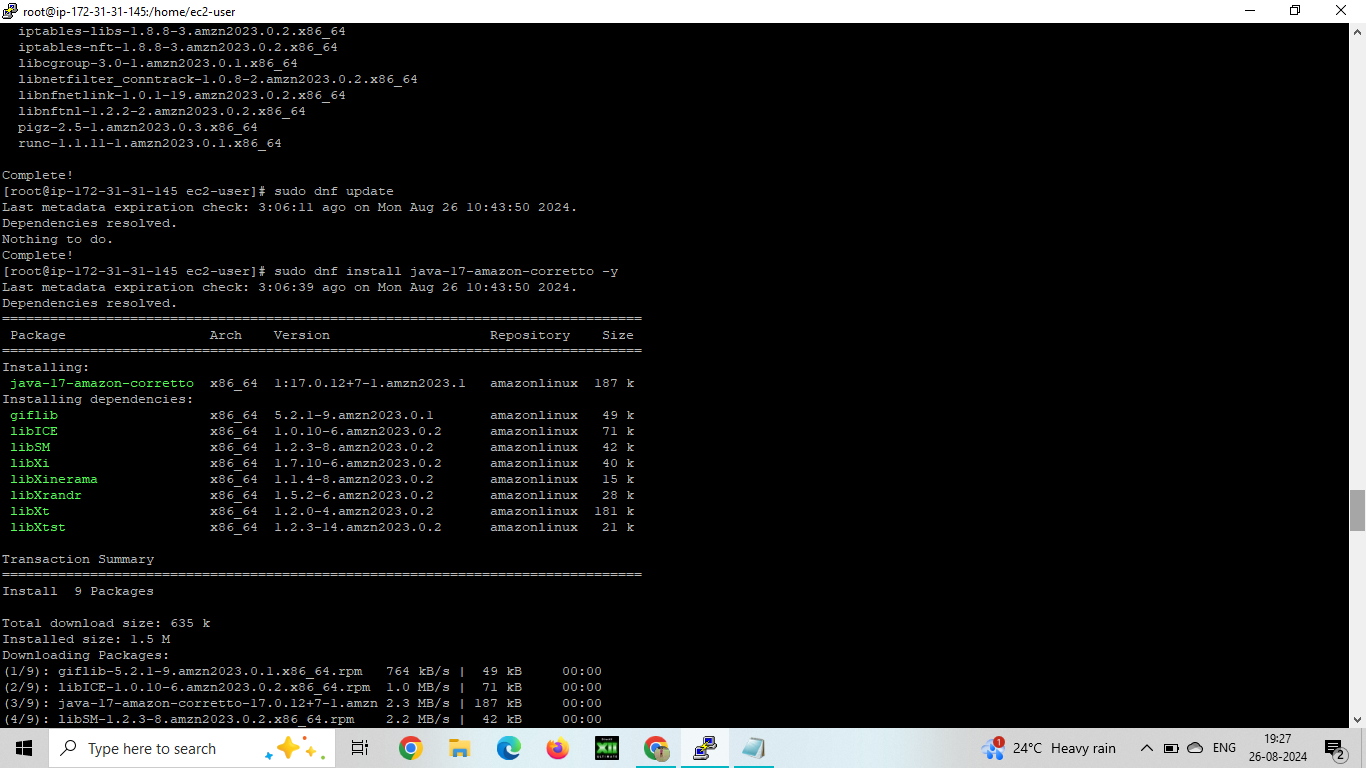 root@ip-172-31-31-145:/home/ec2-user
iptables-libs-1.8.8-3.amzn2023.0.2.x86_64
iptables-nft-1.8.8-3.amzn2023.0.2.x86_64
libcgroup-3.0-1.amzn2023.0.1.x86_64
libnetfilter_conntrack-1.0.8-2.amzn2023.0.2.x86_64
libnfnetlink-1.0.1-19.amzn2023.0.2.x86_64
libnftnl-1.2.2-2.amzn2023.0.2.x86_64
pigz-2.5-1.amzn2023.0.3.x86_64
runc-1.1.11-1.amzn2023.0.1.x86_64
Complete!
[root@ip-172-31-31-145 ec2-user]# sudo dnf update
Last metadata expiration check: 3:06:11 ago on Mon Aug 26 10:43:50 2024.
Dependencies resolved.
Nothing to do.
Complete!
[root@ip-172-31-31-145 ec2-user]# sudo dnf install java-17-amazon-corretto -y
Last metadata expiration check: 3:06:39 ago on Mon Aug 26 10:43:50 2024.
Dependencies resolved.
================================================================================
Package Arch Version Repository Size
================================================================================
Installing:
java-17-amazon-corretto x86_64 1:17.0.12+7-1.amzn2023.1 amazonlinux 187 k
Installing dependencies:
giflib x86_64 5.2.1-9.amzn2023.0.1 amazonlinux 49 k
libICE x86_64 1.0.10-6.amzn2023.0.2 amazonlinux 71 k
libSM x86_64 1.2.3-8.amzn2023.0.2 amazonlinux 42 k
libXi x86_64 1.7.10-6.amzn2023.0.2 amazonlinux 40 k
libXinerama x86_64 1.1.4-8.amzn2023.0.2 amazonlinux 15 k
libXrandr x86_64 1.5.2-6.amzn2023.0.2 amazonlinux 28 k
libXt x86_64 1.2.0-4.amzn2023.0.2 amazonlinux 181 k
libXtst x86_64 1.2.3-14.amzn2023.0.2 amazonlinux 21 k
Transaction Summary
================================================================================
Install 9 Packages
Total download size: 635 k
Installed size: 1.5 M
Downloading Packages:
(1/9): giflib-5.2.1-9.amzn2023.0.1.x86_64.rpm 764 kB/s | 49 kB 00:00
(2/9): libICE-1.0.10-6.amzn2023.0.2.x86_64.rpm 1.0 MB/s | 71 kB 00:00
(3/9): java-17-amazon-corretto-17.0.12+7-1.amzn 2.3 MB/s | 187 kB 00:00
(4/9): libSM-1.2.3-8.amzn2023.0.2.x86_64.rpm 2.2 MB/s | 42 kB 00:00
Type here to search
XII
1
24°C Heavy rain
ENG
19:27
26-08-2024
2